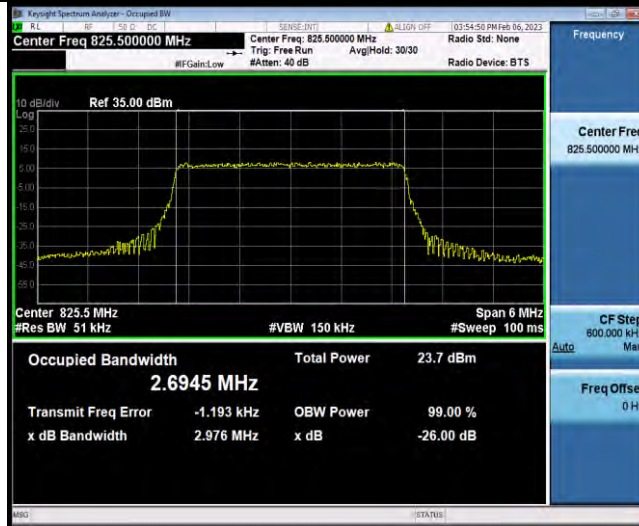 Keysight Spectrum Analyzer - Occupied BW
RL RF 50 Ω DC SENSE:INT ALIGN OFF 03:54:50 PM Feb 06, 2023
Center Freq 825.500000 MHz
Center Freq: 825.500000 MHz
Radio Std: None
Trig: Free Run Avg|Hold: 30/30
#IFGain:Low #Atten: 40 dB Radio Device: BTS
10 dB/div Ref 35.00 dBm
Log
25.0
15.0
5.00
-5.00
-15.0
-25.0
-35.0
-45.0
-55.0
Center 825.5 MHz Span 6 MHz
#Res BW 51 kHz #VBW 150 kHz #Sweep 100 ms
Occupied Bandwidth Total Power 23.7 dBm
2.6945 MHz
Transmit Freq Error -1.193 kHz OBW Power 99.00 %
x dB Bandwidth 2.976 MHz x dB -26.00 dB
MSG STATUS
Frequency
Center Fre
825.500000 MH
CF Step
600.000 kH
Auto Ma
Freq Offse
0 H